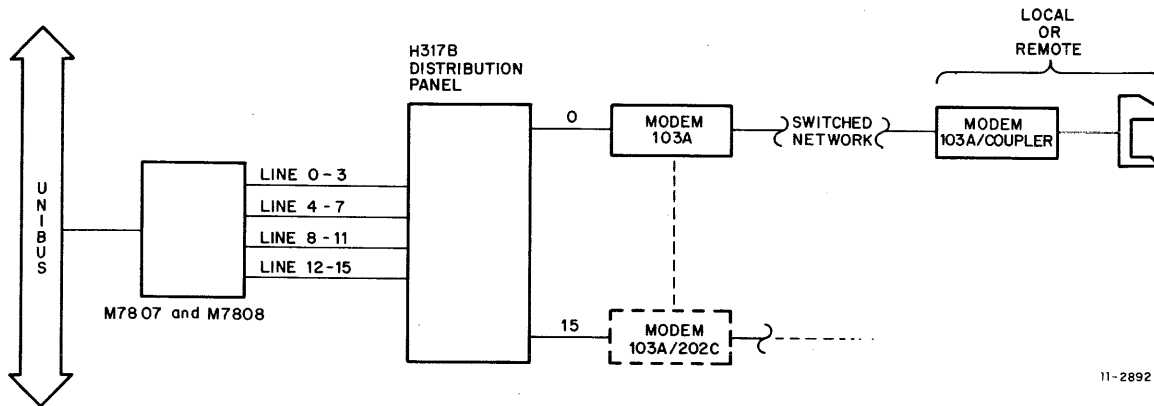 UNIBUS
M7807 and M7808
LINE 0-3
LINE 4-7
LINE 8-11
LINE 12-15
H317B
DISTRIBUTION
PANEL
0
15
MODEM
103A
MODEM
103A/202C
SWITCHED
NETWORK
LOCAL
OR
REMOTE
MODEM
103A/COUPLER
11-2892